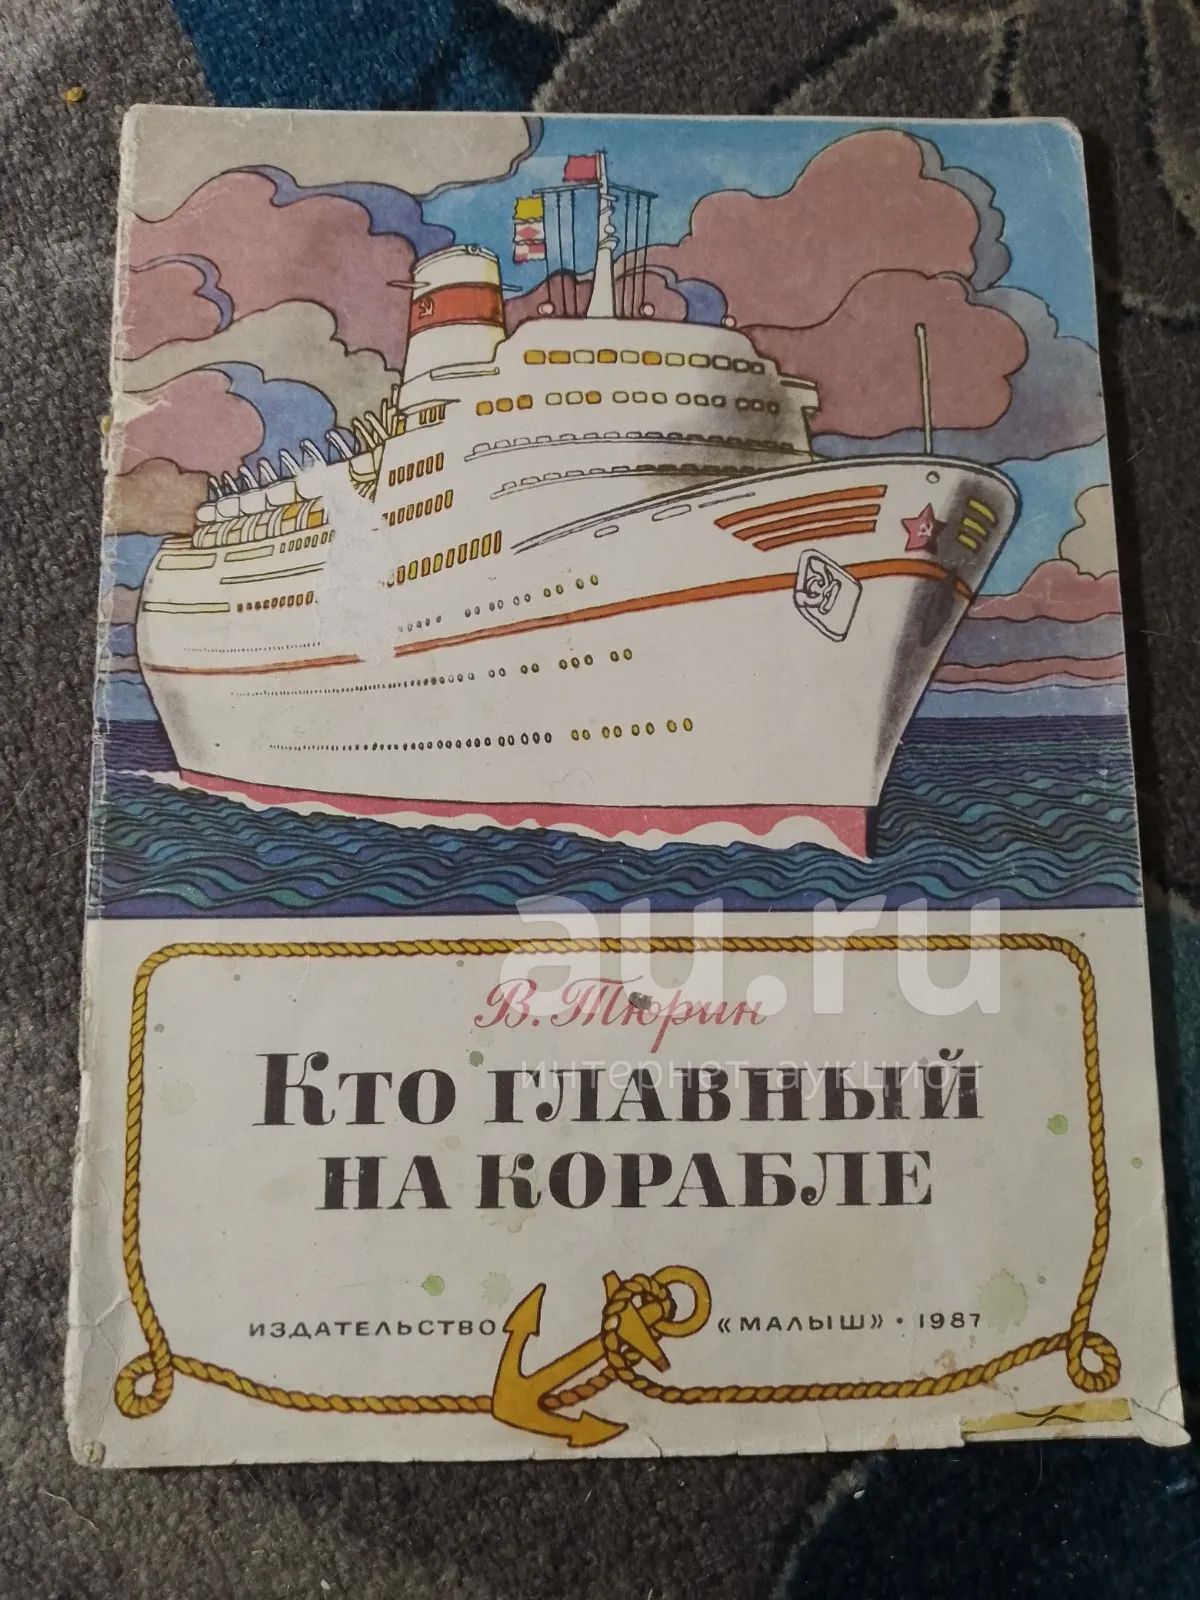 au.ru
В. Тюрин
интернет-аукцион
Кто главный
на корабле
ИЗДАТЕЛЬСТВО «МАЛЫШ» • 1987